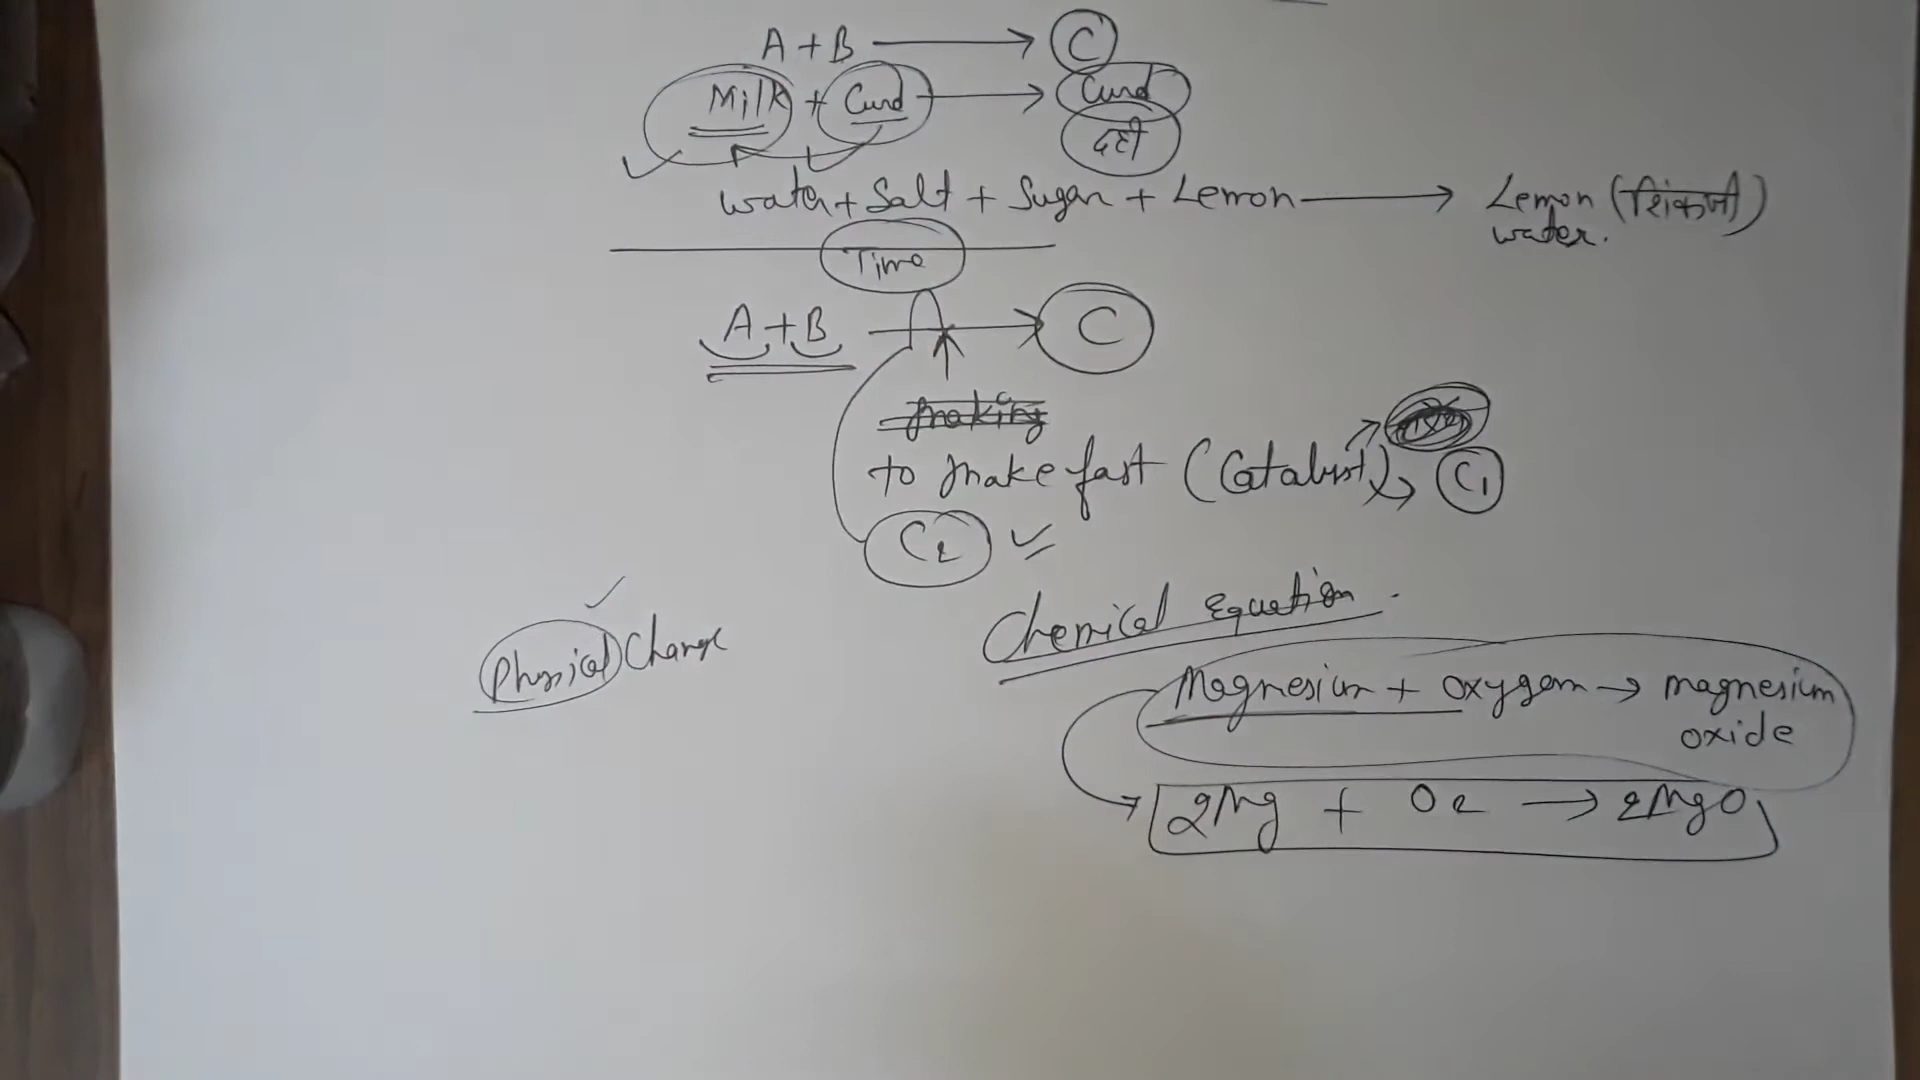 A + B → C
Milk + Curd → Curd
दही
water + Salt + Sugar + Lemon → Lemon (शिंकजी)
water.
Time
A + B → C
making
to make fast (Catalyst) → C1
C2
Chemical Equation.
Physical Change
Magnesium + oxygen → magnesium
oxide
2Mg + O2 → 2MgO